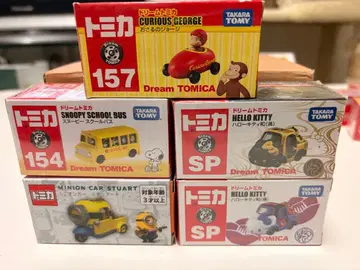 トミカ
ドリームトミカ
CURIOUS GEORGE
おさるのジョージ
TAKARA TOMY
157
Dream TOMICA
トミカ
ドリームトミカ
SNOOPY SCHOOL BUS
スヌーピー スクールバス
TAKARA TOMY
154
Dream TOMICA
トミカ
ドリームトミカ
HELLO KITTY
TAKARA TOMY
SP
Dream TOMICA
トミカ
MINION CAR STUART
対象年齢
3才以上
トミカ
ドリームトミカ
HELLO KITTY
TAKARA TOMY
SP
Dream TOMICA